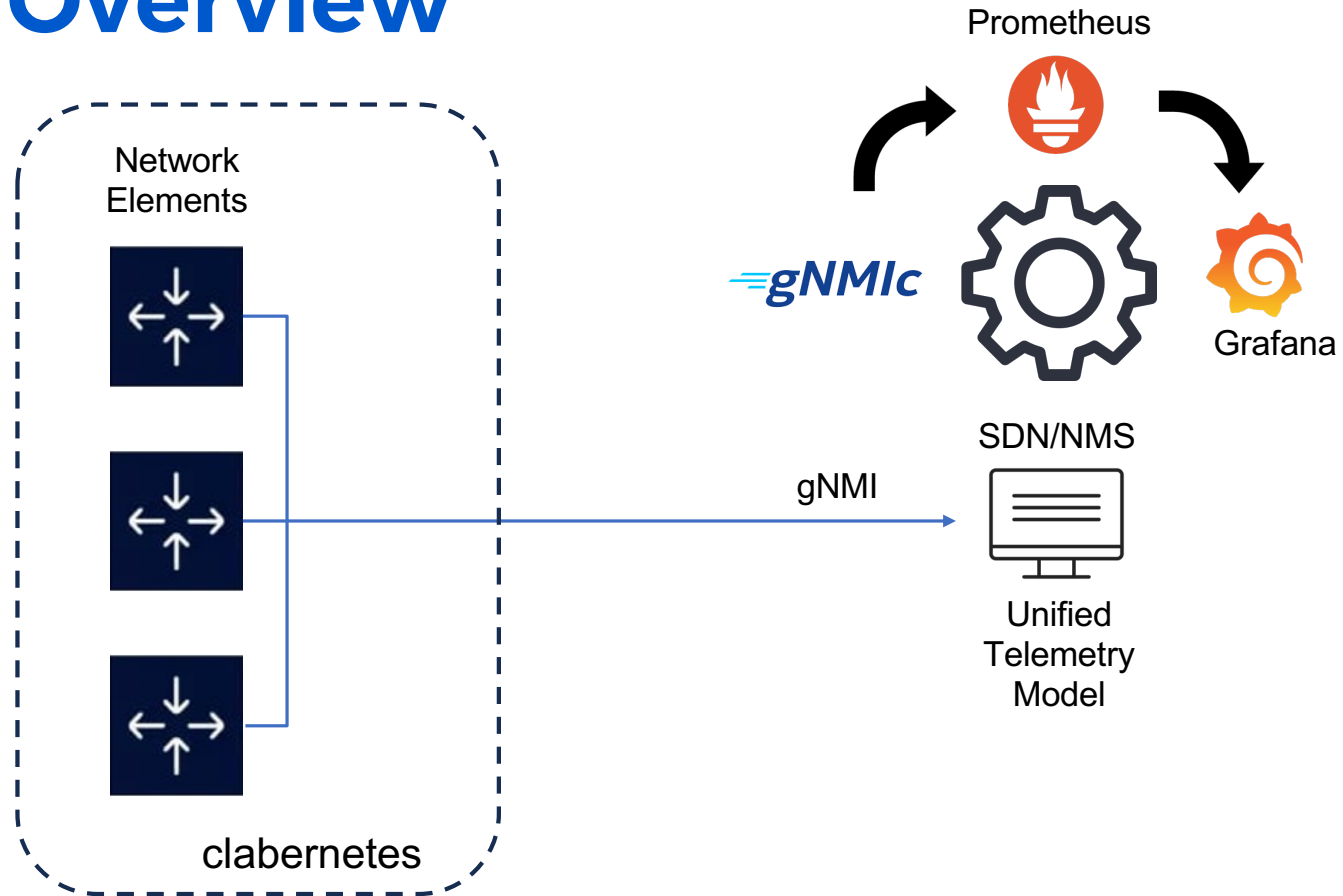 Overview
Prometheus
Network
Elements
gNMIc
Grafana
SDN/NMS
gNMI
Unified
Telemetry
Model
clabernetes